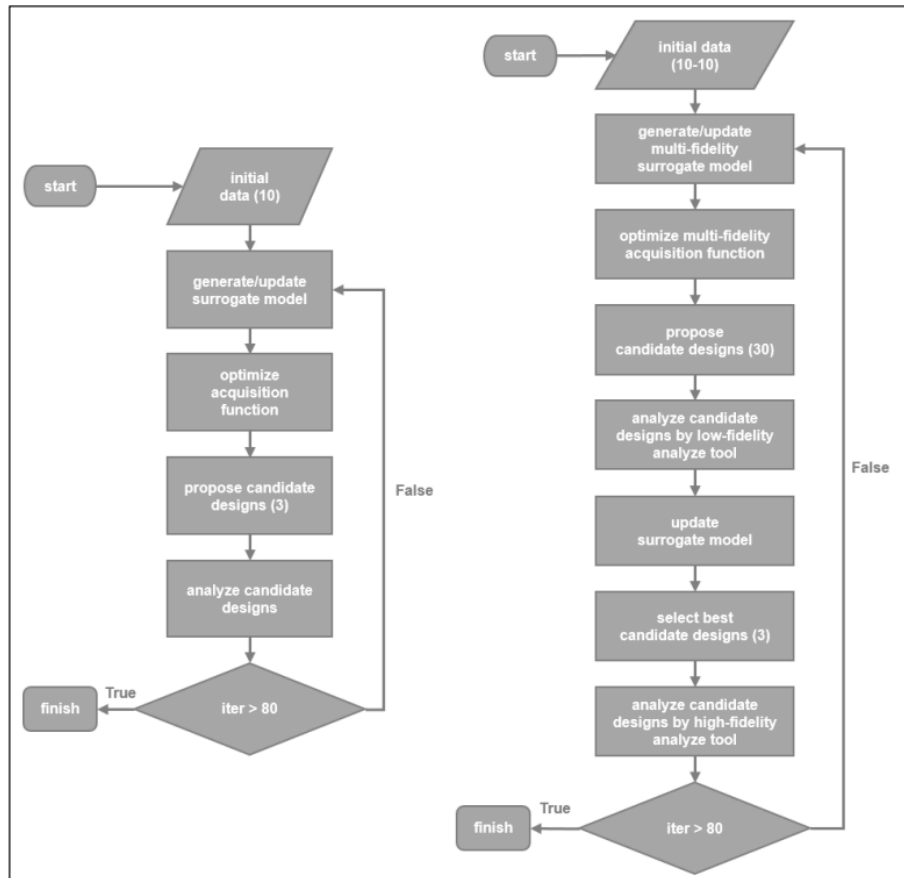 start
initial
data (10)
generate/update
surrogate model
optimize
acquisition
function
propose candidate
designs (3)
analyze candidate
designs
iter > 80
True
finish
False
start
initial data
(10-10)
generate/update
multi-fidelity
surrogate model
optimize multi-fidelity
acquisition function
propose
candidate designs (30)
analyze candidate
designs by low-fidelity
analyze tool
update
surrogate model
select best
candidate designs (3)
analyze candidate
designs by high-fidelity
analyze tool
iter > 80
True
finish
False